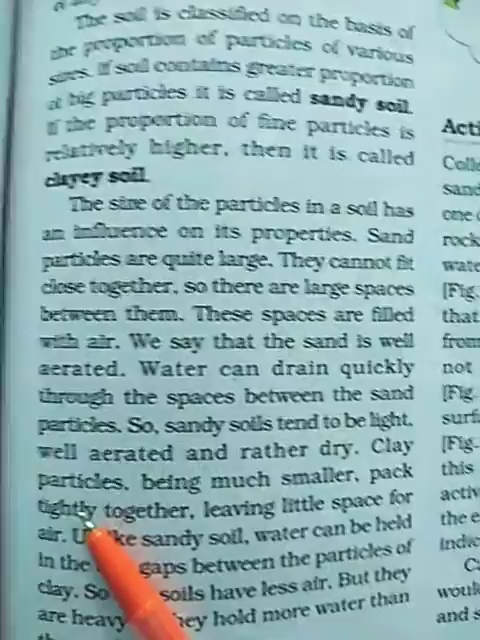 The soil is classified on the basis of
the proportion of particles of various
sizes. If soil contains greater proportion
of big particles it is called sandy soil.
If the proportion of fine particles is
relatively higher, then it is called
clayey soil.
The size of the particles in a soil has
an influence on its properties. Sand
particles are quite large. They cannot fit
close together, so there are large spaces
between them. These spaces are filled
with air. We say that the sand is well
aerated. Water can drain quickly
through the spaces between the sand
particles. So, sandy soils tend to be light,
well aerated and rather dry. Clay
particles, being much smaller, pack
tightly together, leaving little space for
air. U ke sandy soil, water can be held
in the gaps between the particles of
clay. So soils have less air. But they
are heavy hey hold more water than
Acti
Colle
sand
one
rock
wate
[Fig.
that
from
not
[Fig.
surfa
[Fig.
this
activ
the e
indic
Ca
would
and s